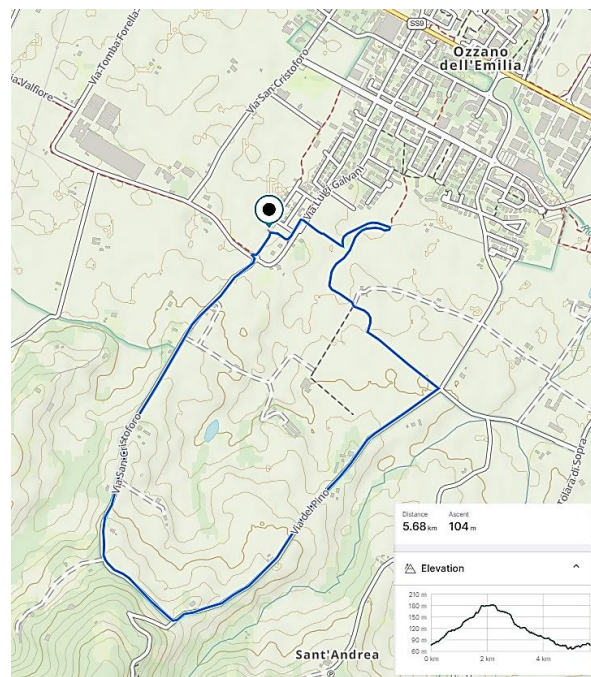 SS9
Ozzano
dell'Emilia
Via Tomba Forella
Via San Cristoforo
Via Luigi Galvani
Via San Cristoforo
Via del Pino
Tolara di Sopra
Sant'Andrea
Distance
5.68 km
Ascent
104 m
Elevation
210 m
180 m
150 m
120 m
90 m
60 m
0 km
2 km
4 km